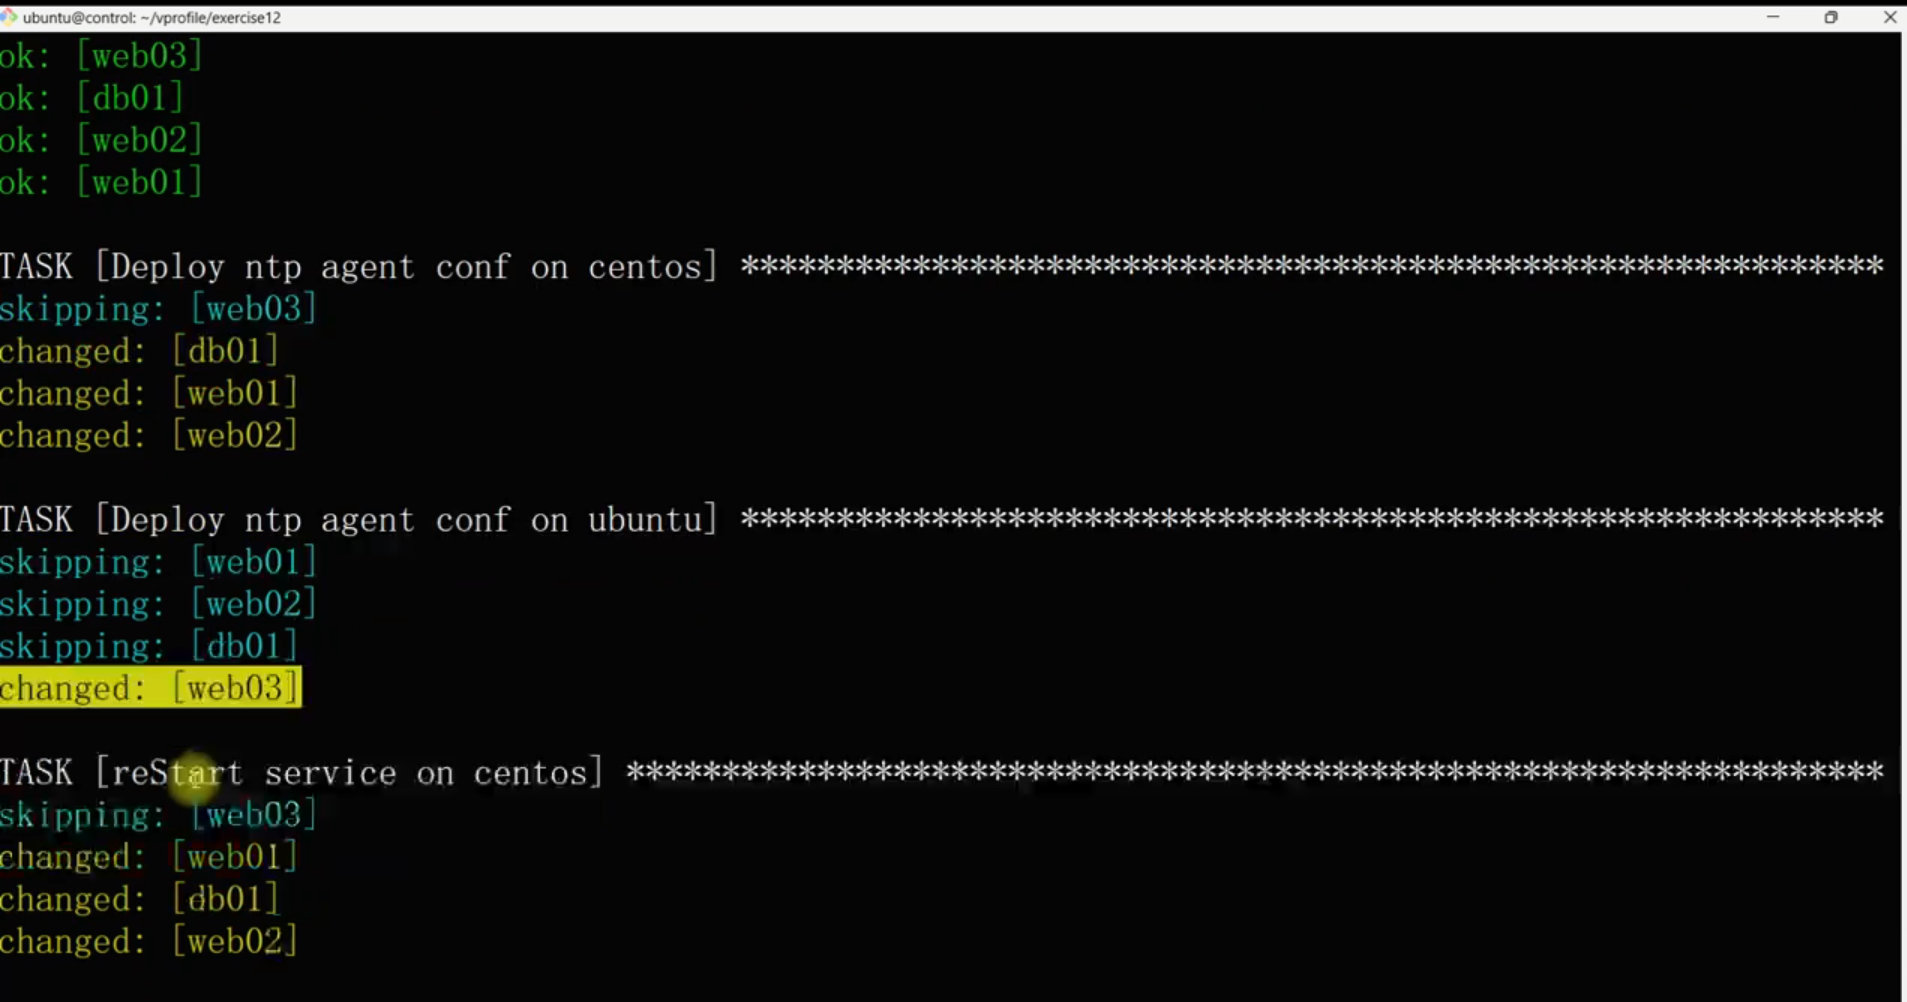 ubuntu@control: ~/vprofile/exercise12
ok: [web03]
ok: [db01]
ok: [web02]
ok: [web01]
TASK [Deploy ntp agent conf on centos] ************************************************************
skipping: [web03]
changed: [db01]
changed: [web01]
changed: [web02]
TASK [Deploy ntp agent conf on ubuntu] ************************************************************
skipping: [web01]
skipping: [web02]
skipping: [db01]
changed: [web03]
TASK [reStart service on centos] ******************************************************************
skipping: [web03]
changed: [web01]
changed: [db01]
changed: [web02]